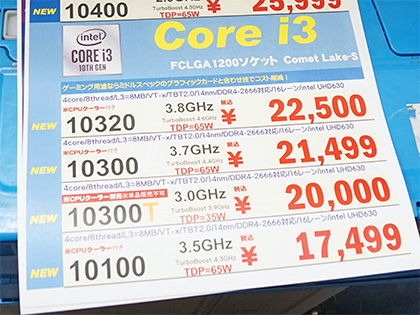 NEW 10400 2.9GHz TurboBoost 4.3GHz TDP=65W ¥ 25,999
intel CORE i3 10TH GEN
Core i3
FCLGA1200ソケット Comet Lake-S
ゲーミング用途ならミドルスペックのグラフィックカードと合わせ技でコスト削減！
4core/8thread/L3=8MB/VT-x/TBT2.0/14nm/DDR4-2666対応/16レーン/intel UHD630
※CPUクーラー付き
NEW 10320 3.8GHz TurboBoost 4.6GHz TDP=65W 税込 ¥ 22,500
4core/8thread/L3=8MB/VT-x/TBT2.0/14nm/DDR4-2666対応/16レーン/intel UHD630
※CPUクーラー付き
NEW 10300 3.7GHz TurboBoost 4.4GHz TDP=65W 税込 ¥ 21,499
4core/8thread/L3=8MB/VT-x/TBT2.0/14nm/DDR4-2666対応/16レーン/intel UHD630
※CPUクーラー別売※単品販売不可
NEW 10300T 3.0GHz TurboBoost 3.9GHz TDP=35W 税込 ¥ 20,000
4core/8thread/L3=6MB/VT-x/TBT2.0/14nm/DDR4-2666対応/16レーン/intel UHD630
※CPUクーラー付き
NEW 10100 3.5GHz TurboBoost TDP=65W 税込 ¥ 17,499